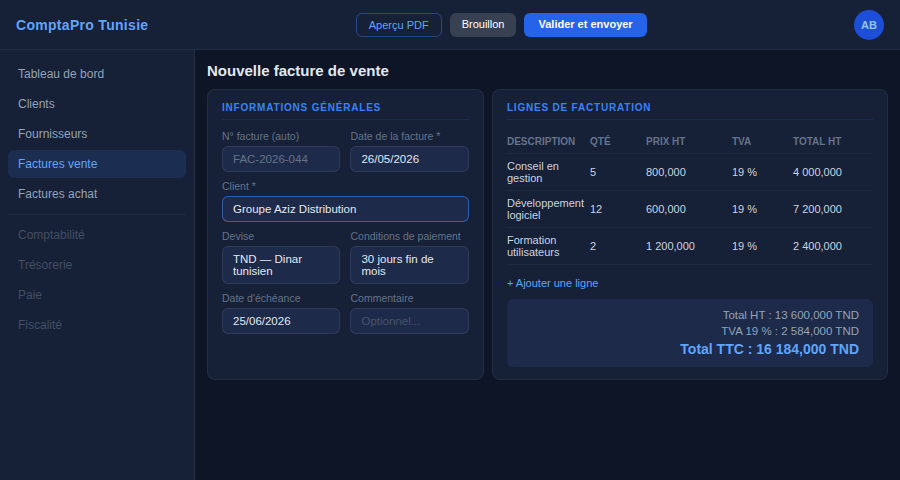 ComptaPro Tunisie
Aperçu PDF
Brouillon
Valider et envoyer
AB
Tableau de bord
Clients
Fournisseurs
Factures vente
Factures achat
Comptabilité
Trésorerie
Paie
Fiscalité
Nouvelle facture de vente
INFORMATIONS GÉNÉRALES
N° facture (auto)
FAC-2026-044
Date de la facture *
26/05/2026
Client *
Groupe Aziz Distribution
Devise
TND — Dinar
tunisien
Conditions de paiement
30 jours fin de
mois
Date d'échéance
25/06/2026
Commentaire
Optionnel...
LIGNES DE FACTURATION
DESCRIPTION QTÉ PRIX HT TVA TOTAL HT
Conseil en
gestion
5 800,000 19 % 4 000,000
Développement
logiciel
12 600,000 19 % 7 200,000
Formation
utilisateurs
2 1 200,000 19 % 2 400,000
+ Ajouter une ligne
Total HT : 13 600,000 TND
TVA 19 % : 2 584,000 TND
Total TTC : 16 184,000 TND